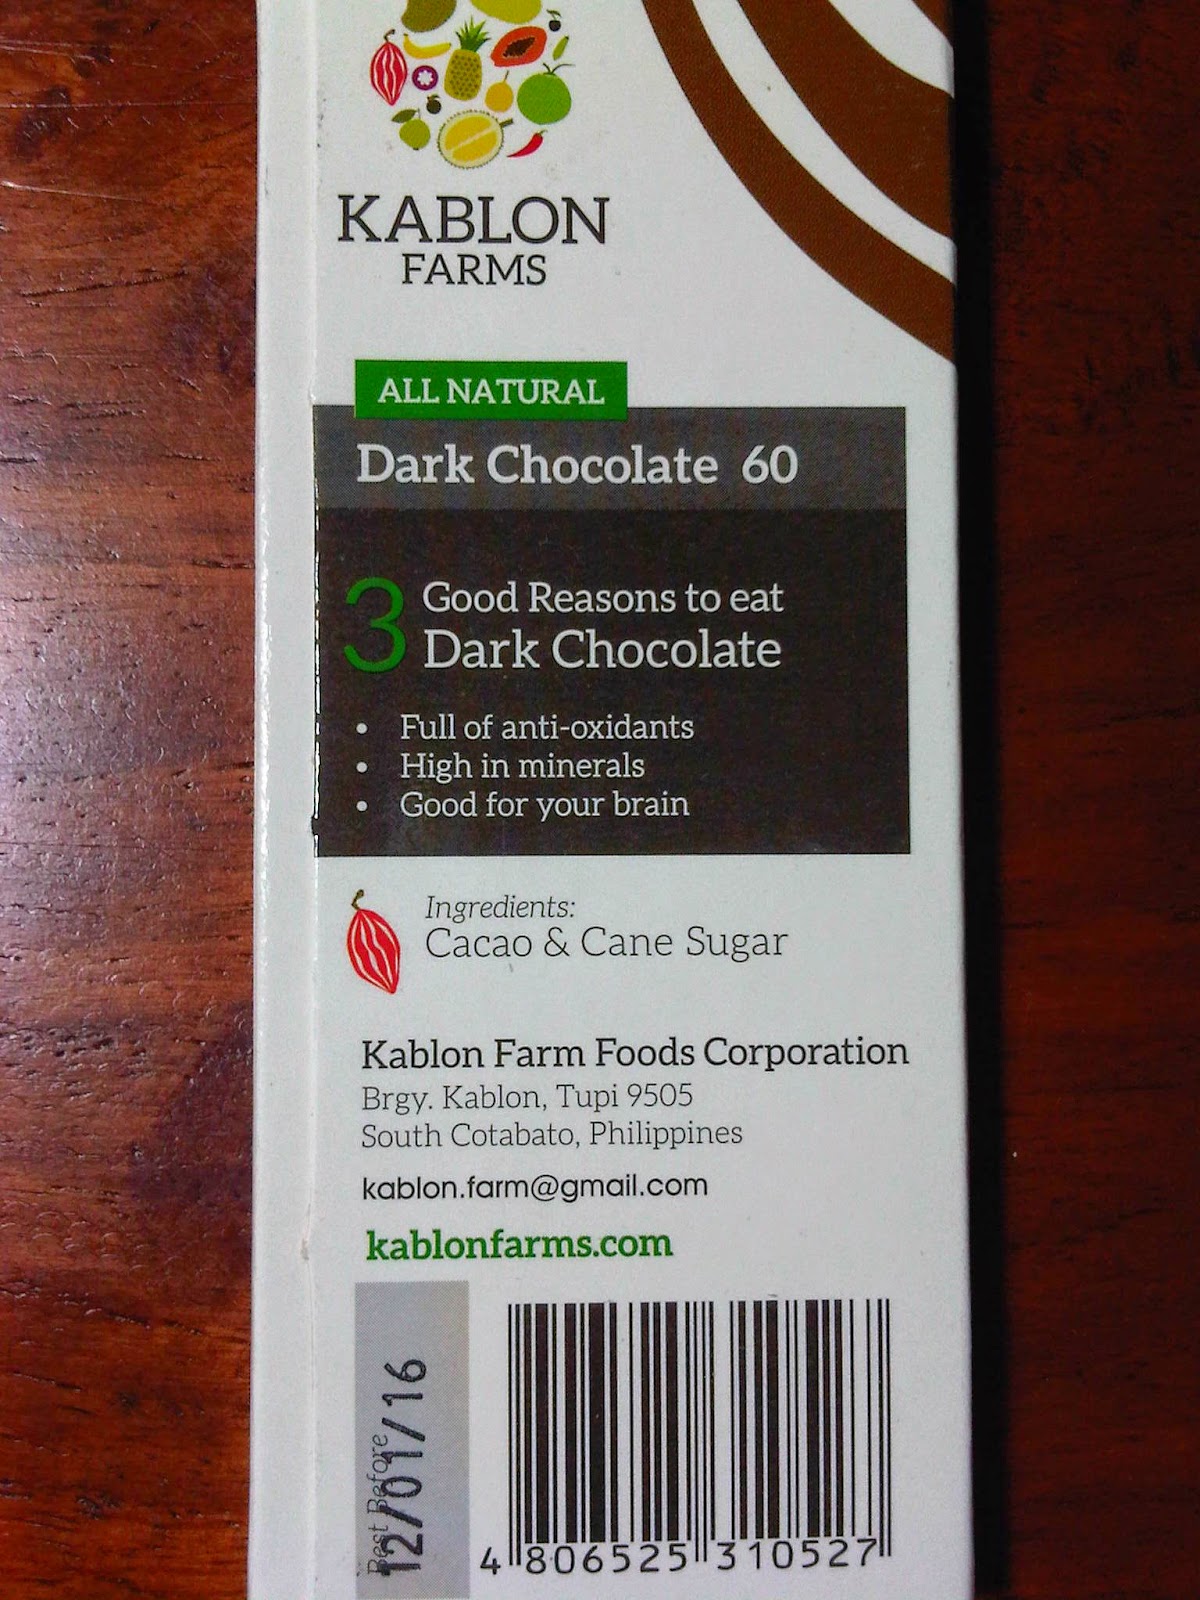 KABLON
FARMS
ALL NATURAL
Dark Chocolate 60
3 Good Reasons to eat
Dark Chocolate
• Full of anti-oxidants
• High in minerals
• Good for your brain
Ingredients:
Cacao & Cane Sugar
Kablon Farm Foods Corporation
Brgy. Kablon, Tupi 9505
South Cotabato, Philippines
kablon.farm@gmail.com
kablonfarms.com
Best Before
12/01/16
4 806525 310527